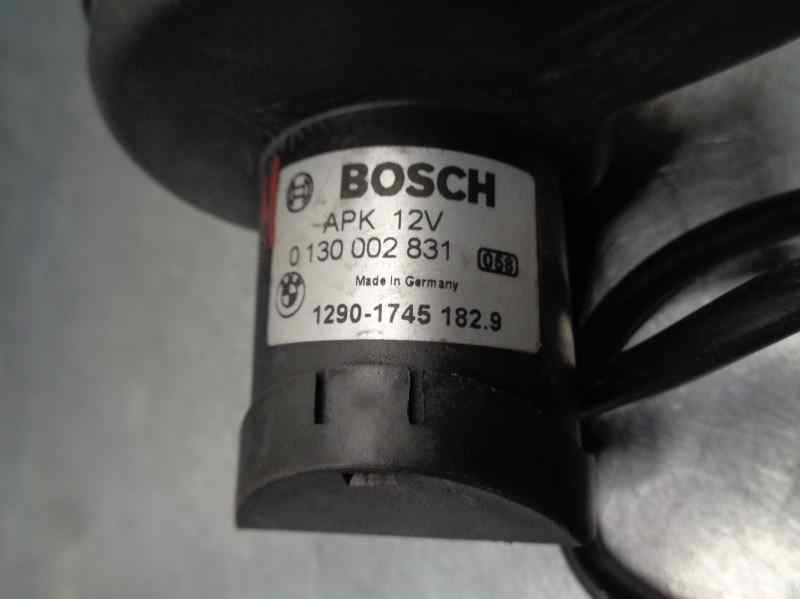 BOSCH
APK 12V
0 130 002 831 058
Made in Germany
1290-1745 182.9